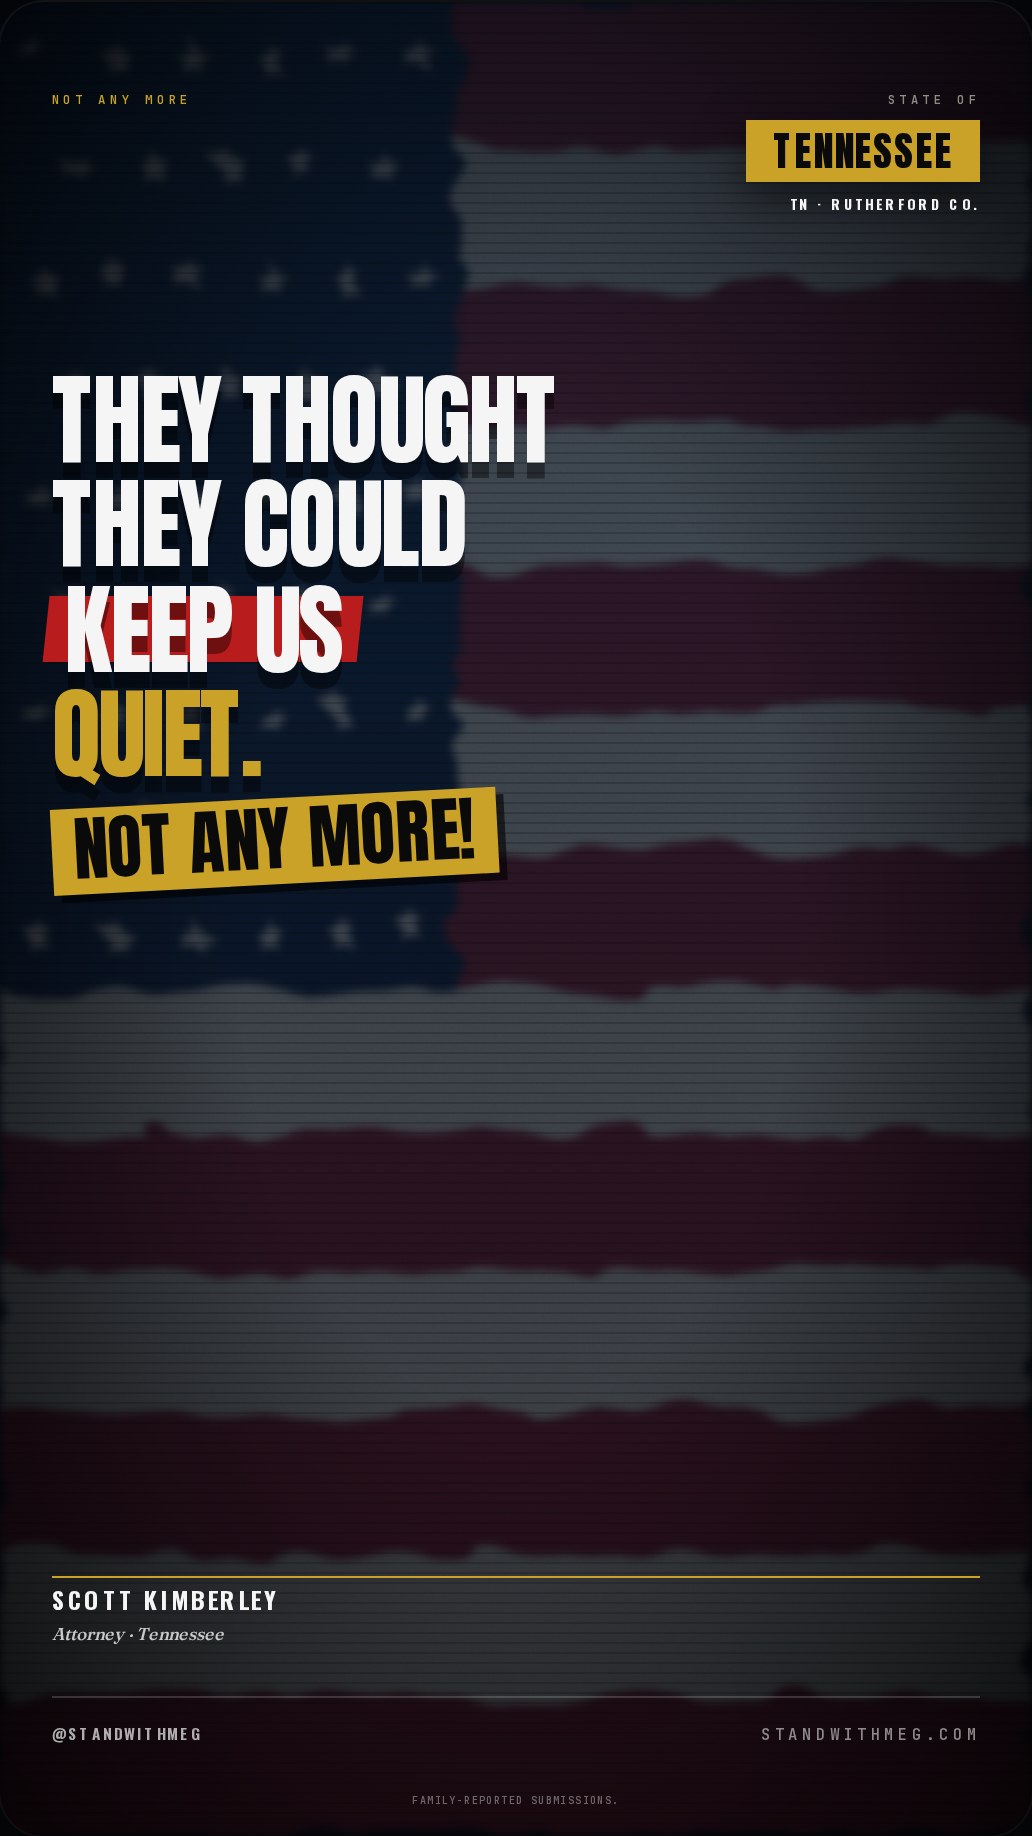 NOT ANY MORE
STATE OF
TENNESSEE
TN · RUTHERFORD CO.
THEY THOUGHT
THEY COULD
KEEP US
QUIET.
NOT ANY MORE!
SCOTT KIMBERLEY
Attorney · Tennessee
@STANDWITHMEG
STANDWITHMEG.COM
FAMILY-REPORTED SUBMISSIONS.